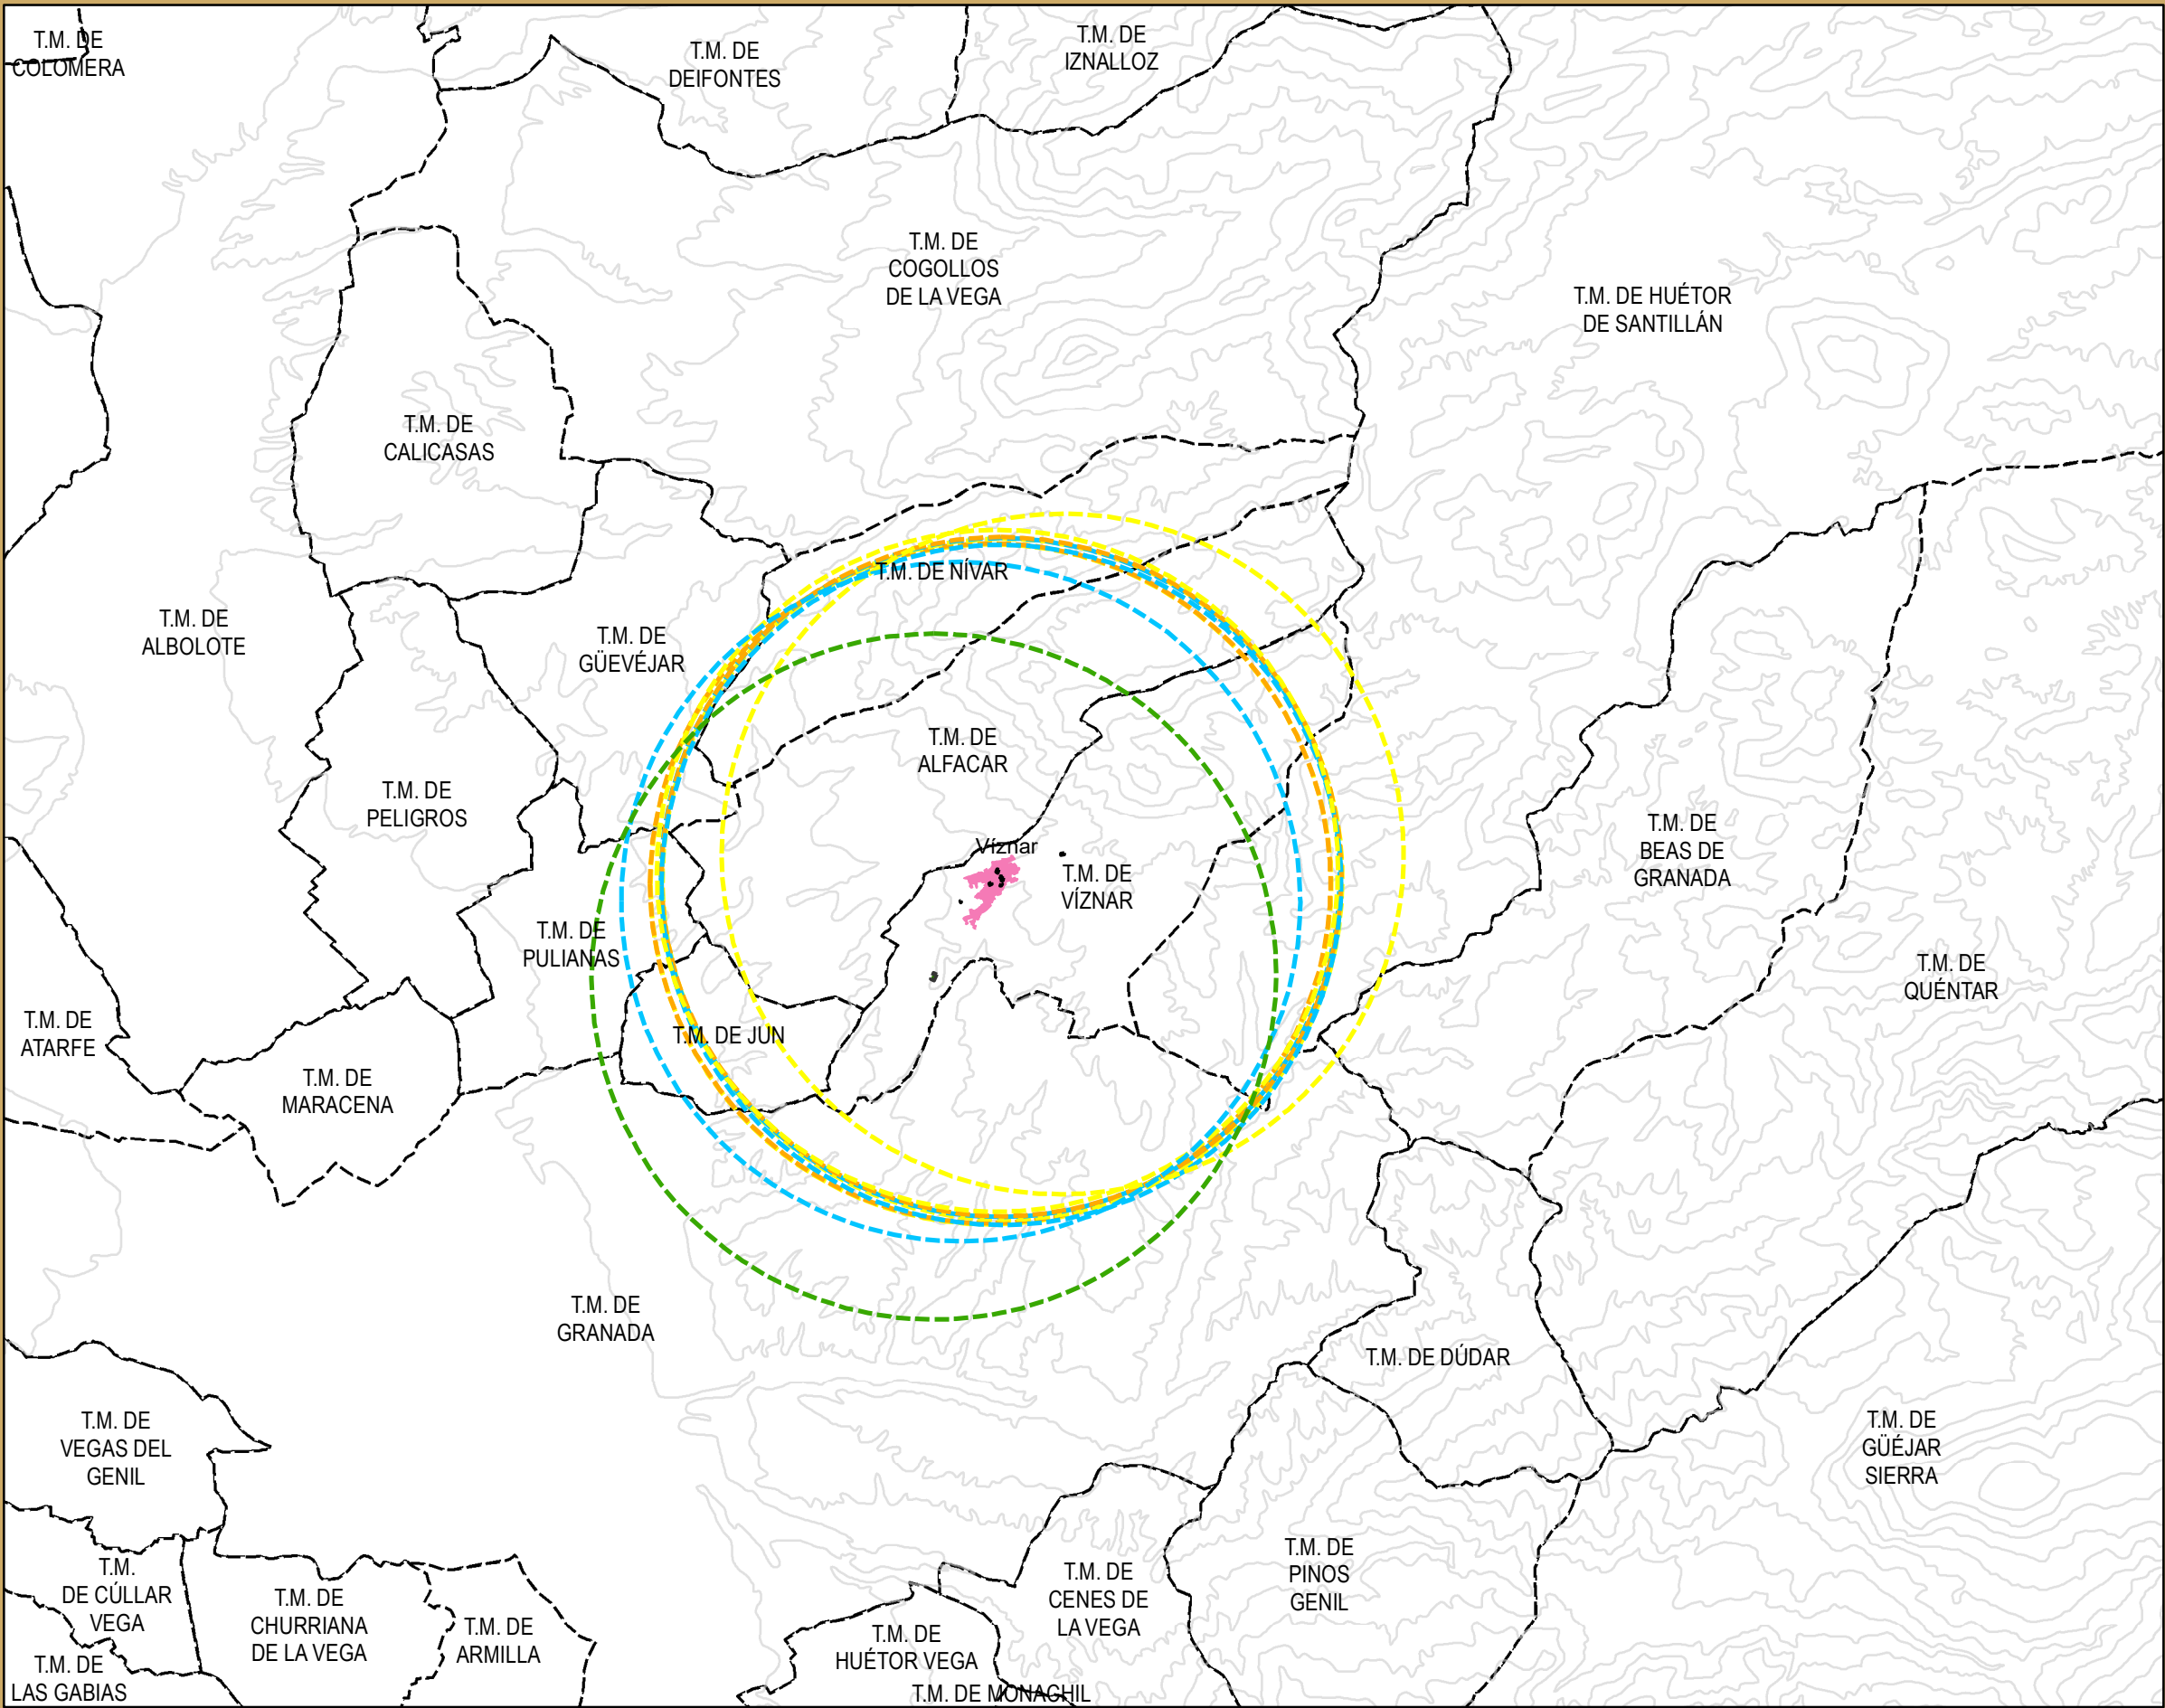 T.M. DE
COLOMERA
T.M. DE
DEIFONTES
T.M. DE
IZNALLOZ
T.M. DE
COGOLLOS
DE LA VEGA
T.M. DE HUÉTOR
DE SANTILLÁN
T.M. DE
CALICASAS
T.M. DE NÍVAR
T.M. DE
ALBOLOTE
T.M. DE
GÜEVÉJAR
T.M. DE
ALFACAR
T.M. DE
PELIGROS
T.M. DE
BEAS DE
GRANADA
Víznar
T.M. DE
VÍZNAR
T.M. DE
PULIANAS
T.M. DE
QUÉNTAR
T.M. DE
ATARFE
T.M. DE JUN
T.M. DE
MARACENA
T.M. DE
GRANADA
T.M. DE DÚDAR
T.M. DE
VEGAS DEL
GENIL
T.M. DE
GÜÉJAR
SIERRA
T.M.
DE CÚLLAR
VEGA
T.M. DE
CHURRIANA
DE LA VEGA
T.M. DE
ARMILLA
T.M. DE
CENES DE
LA VEGA
T.M. DE
PINOS
GENIL
T.M. DE
HUÉTOR VEGA
T.M. DE
LAS GABIAS
T.M. DE MONACHIL